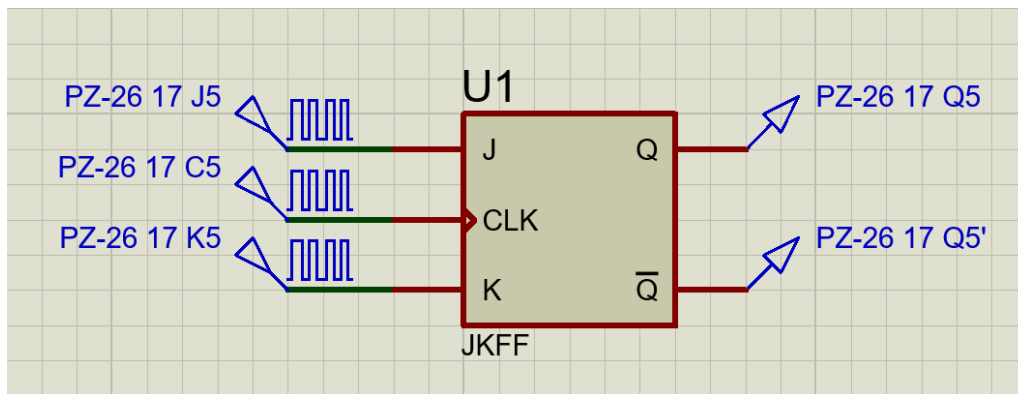 U1
PZ-26 17 J5
PZ-26 17 Q5
J
Q
PZ-26 17 C5
CLK
PZ-26 17 K5
PZ-26 17 Q5'
K
Q̅
JKFF